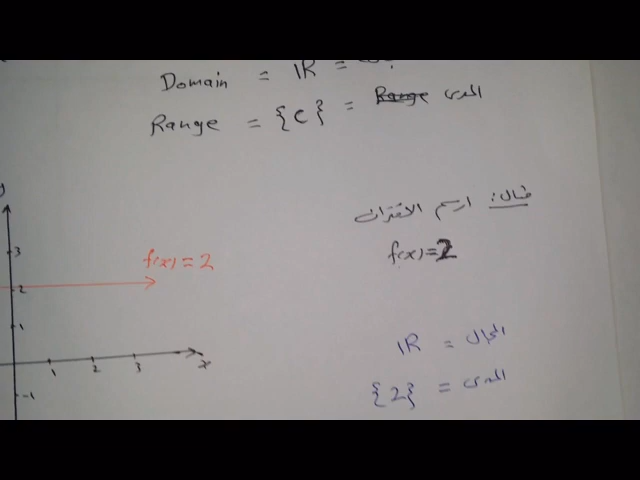 Domain = IR =
Range = {c} = Range المدى
مثال: ارسم الاقتران
f(x)=2
المجال = IR
المدى = {2}
y
3
f(x) = 2
2
1
1 2 3 x
-1